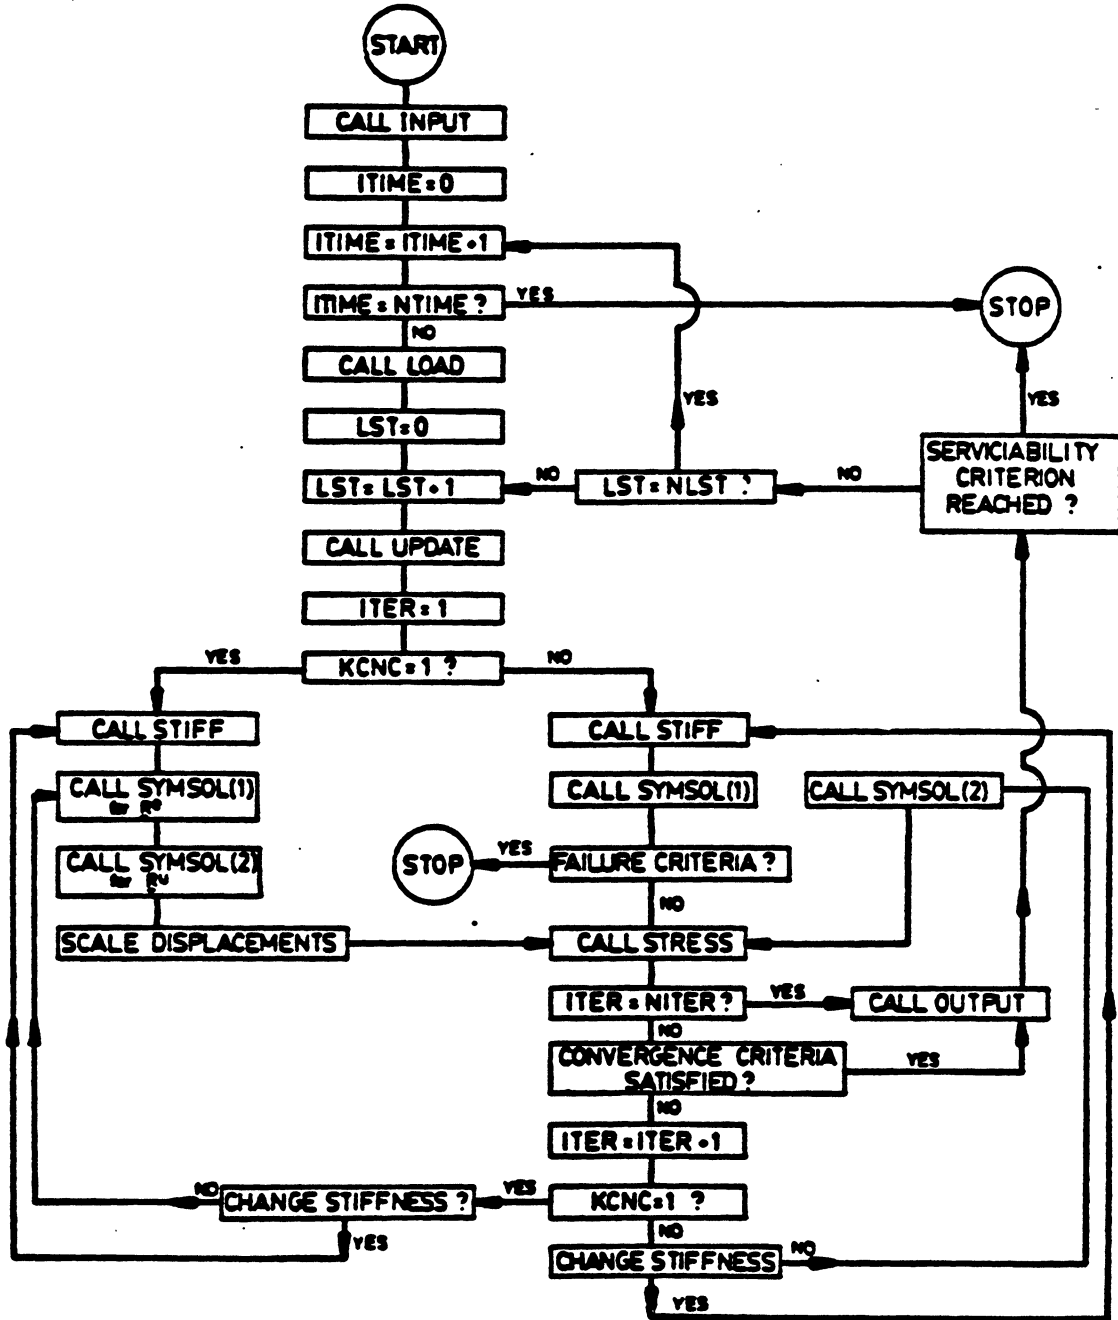 START
CALL INPUT
ITIME = 0
ITIME = ITIME + 1
ITIME = NTIME ?
YES
STOP
NO
CALL LOAD
YES
YES
LST = 0
SERVICIABILITY
CRITERION
REACHED ?
LST = LST + 1
NO
LST = NLST ?
NO
CALL UPDATE
ITER = 1
YES
KCNC = 1 ?
NO
CALL STIFF
CALL STIFF
CALL SYMSOL(1)
for
CALL SYMSOL(1)
CALL SYMSOL(2)
CALL SYMSOL(2)
for
STOP
YES
FAILURE CRITERIA ?
NO
SCALE DISPLACEMENTS
CALL STRESS
ITER = NITER ?
YES
CALL OUTPUT
NO
CONVERGENCE CRITERIA
SATISFIED ?
YES
NO
ITER = ITER + 1
NO
CHANGE STIFFNESS ?
YES
KCNC = 1 ?
YES
NO
CHANGE STIFFNESS
NO
YES